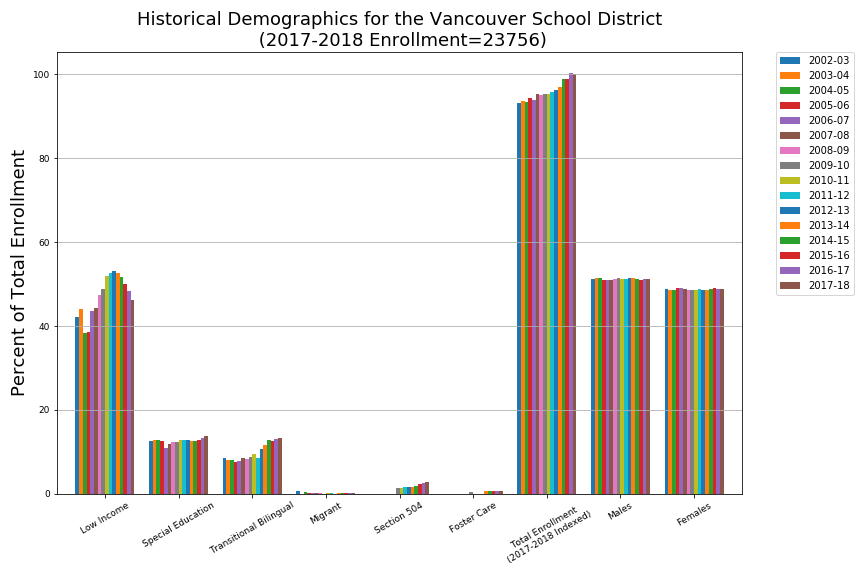 Historical Demographics for the Vancouver School District
(2017-2018 Enrollment=23756)
Percent of Total Enrollment
100
80
60
40
20
0
Low Income
Special Education
Transitional Bilingual
Migrant
Section 504
Foster Care
Total Enrollment
(2017-2018 Indexed)
Males
Females
2002-03
2003-04
2004-05
2005-06
2006-07
2007-08
2008-09
2009-10
2010-11
2011-12
2012-13
2013-14
2014-15
2015-16
2016-17
2017-18